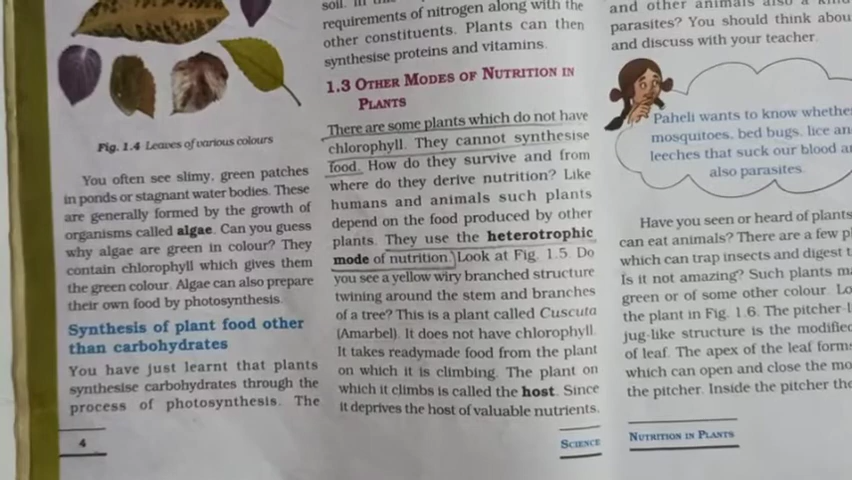 Fig. 1.4 Leaves of various colours
You often see slimy, green patches
in ponds or stagnant water bodies. These
are generally formed by the growth of
organisms called algae. Can you guess
why algae are green in colour? They
contain chlorophyll which gives them
the green colour. Algae can also prepare
their own food by photosynthesis.
Synthesis of plant food other
than carbohydrates
You have just learnt that plants
synthesise carbohydrates through the
process of photosynthesis. The
4
soil. In
requirements of nitrogen along with the
other constituents. Plants can then
synthesise proteins and vitamins.
1.3 OTHER MODES OF NUTRITION IN
PLANTS
There are some plants which do not have
chlorophyll. They cannot synthesise
food. How do they survive and from
where do they derive nutrition? Like
humans and animals such plants
depend on the food produced by other
plants. They use the heterotrophic
mode of nutrition. Look at Fig. 1.5. Do
you see a yellow wiry branched structure
twining around the stem and branches
of a tree? This is a plant called Cuscuta
(Amarbel). It does not have chlorophyll.
It takes readymade food from the plant
on which it is climbing. The plant on
which it climbs is called the host. Since
it deprives the host of valuable nutrients.
SCIENCE
and other animals also a
parasites? You should think
and discuss with your teacher.
Paheli wants to know
mosquitoes, bed bugs, lice
leeches that suck our blood
also parasites.
Have you seen or heard of plants
can eat animals? There are a few
which can trap insects and digest
Is it not amazing? Such plants
green or of some other colour.
the plant in Fig. 1.6. The
jug-like structure is the modified
of leaf. The apex of the leaf
which can open and close the
the pitcher. Inside the pitcher
NUTRITION IN PLANTS